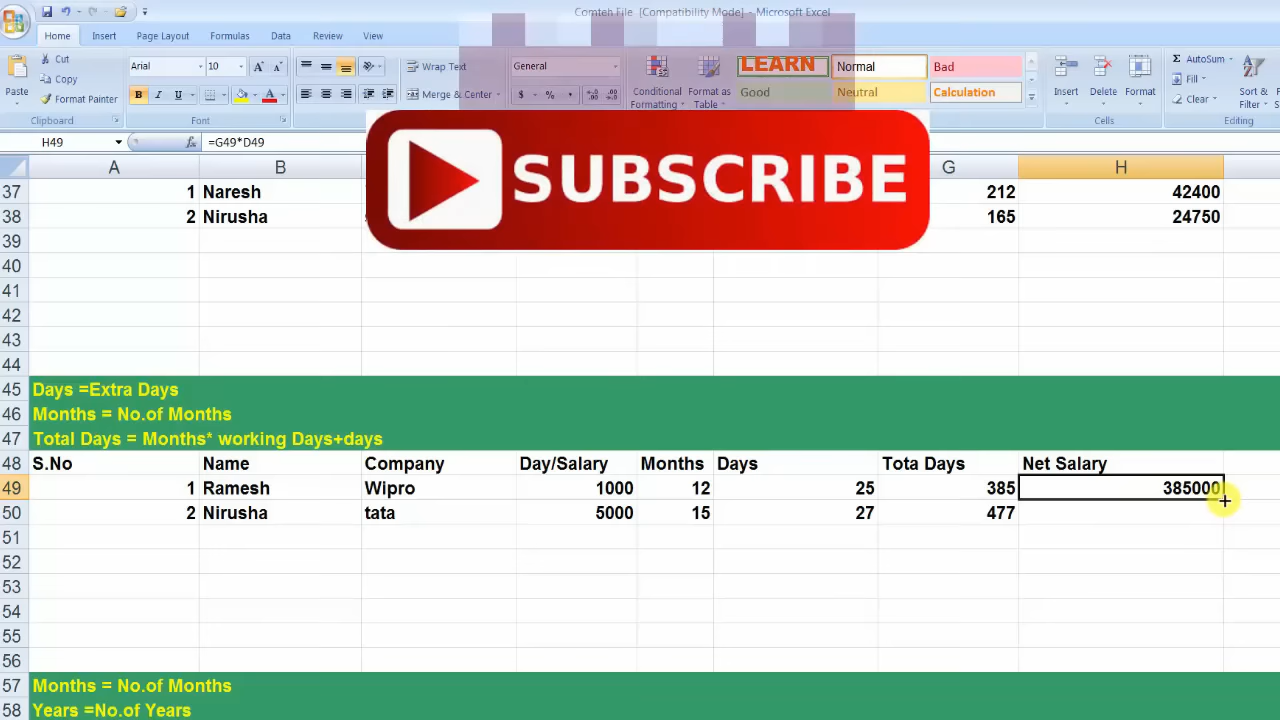 Comteh File [Compatibility Mode] - Microsoft Excel
Home Insert Page Layout Formulas Data Review View
Paste Cut Arial 10 Wrap Text General Conditional Formatting Format as Table LEARN Normal Bad Insert Delete Format AutoSum Sort & Filter
Copy Fill
Format Painter B I U Merge & Center $ % , Good Neutral Calculation Clear
Clipboard Font Cells Editing
H49 fx =G49*D49
SUBSCRIBE
A B G H
37 1 Naresh 212 42400
38 2 Nirusha 165 24750
39
40
41
42
43
44
45 Days =Extra Days
46 Months = No.of Months
47 Total Days = Months* working Days+days
48 S.No Name Company Day/Salary Months Days Tota Days Net Salary
49 1 Ramesh Wipro 1000 12 25 385 385000
50 2 Nirusha tata 5000 15 27 477
51
52
53
54
55
56
57 Months = No.of Months
58 Years =No.of Years